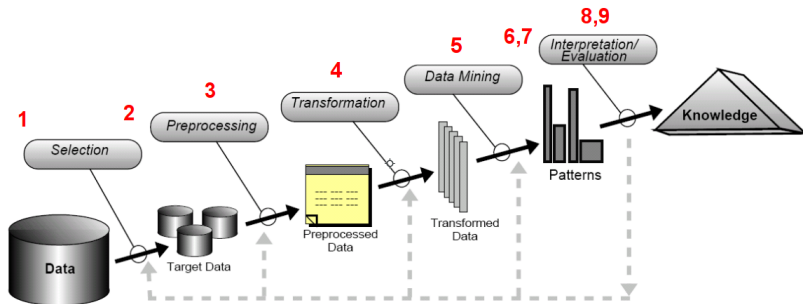 8,9
6,7
Interpretation/
Evaluation
5
4
Data Mining
3
Transformation
2
1
Preprocessing
Selection
Knowledge
Patterns
Transformed
Data
Preprocessed
Data
Data
Target Data